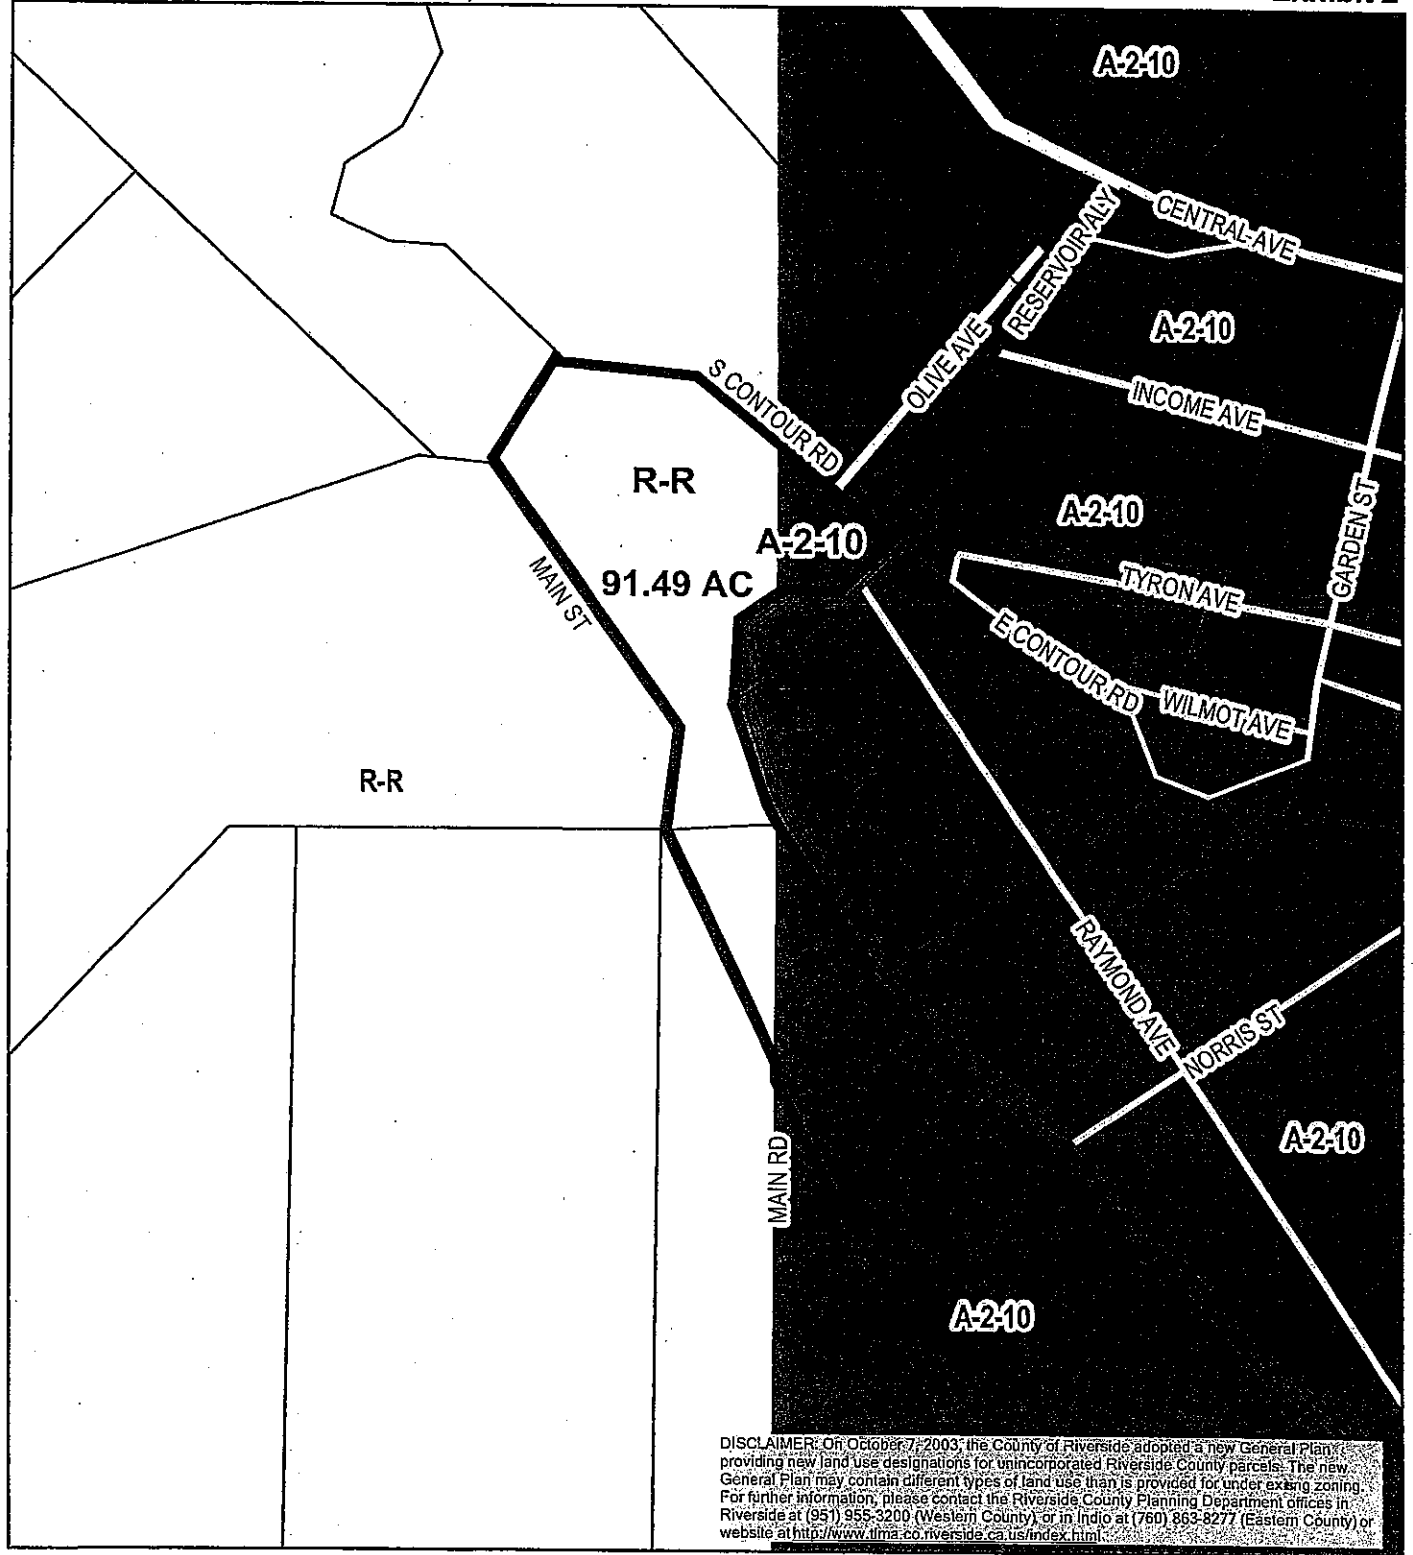 A-2-10
CENTRAL AVE
RESERVOIR ALY
OLIVE AVE
A-2-10
S CONTOUR RD
INCOME AVE
R-R
GARDEN ST
A-2-10
A-2-10
MAIN ST
91.49 AC
TYRON AVE
E CONTOUR RD
WILMOT AVE
R-R
RAYMOND AVE
NORRIS ST
MAIN RD
A-2-10
A-2-10
DISCLAIMER: On October 7, 2003, the County of Riverside adopted a new General Plan
providing new land use designations for unincorporated Riverside County parcels. The new
General Plan may contain different types of land use than is provided for under existing zoning.
For further information, please contact the Riverside County Planning Department offices in
Riverside at (951) 955-3200 (Western County), or in Indio at (760) 863-8277 (Eastern County) or
website at http://www.tlma.co.riverside.ca.us/index.html